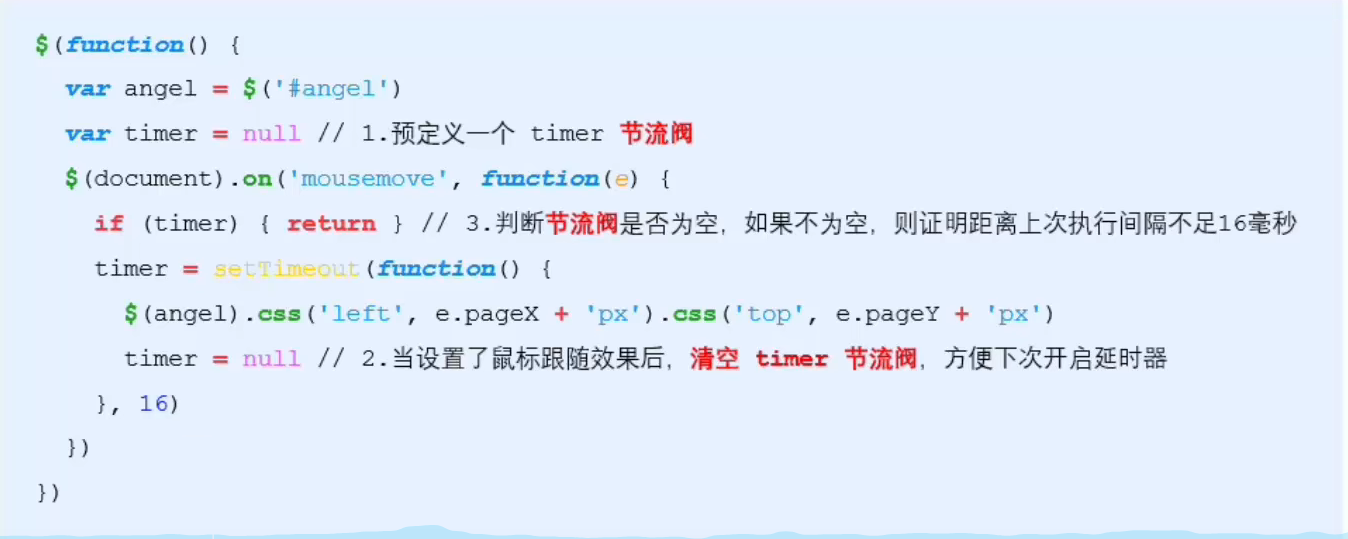 $(function() {
var angel = $('#angel')
var timer = null // 1.预定义一个 timer 节流阀
$(document).on('mousemove', function(e) {
if (timer) { return } // 3.判断节流阀是否为空，如果不为空，则证明距离上次执行间隔不足16毫秒
timer = setTimeout(function() {
$(angel).css('left', e.pageX + 'px').css('top', e.pageY + 'px')
timer = null // 2.当设置了鼠标跟随效果后，清空 timer 节流阀，方便下次开启延时器
}, 16)
})
})